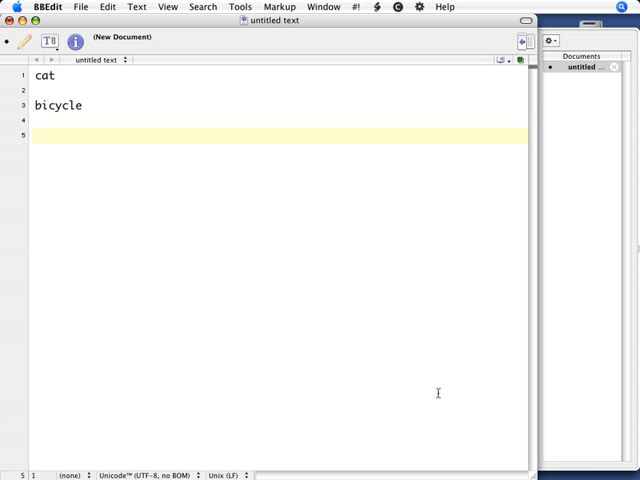 BBEdit File Edit Text View Search Tools Markup Window #! Help
untitled text
(New Document)
untitled text
Documents
untitled ...
1 cat
2
3 bicycle
4
5
5 1 (none) Unicode™ (UTF-8, no BOM) Unix (LF)